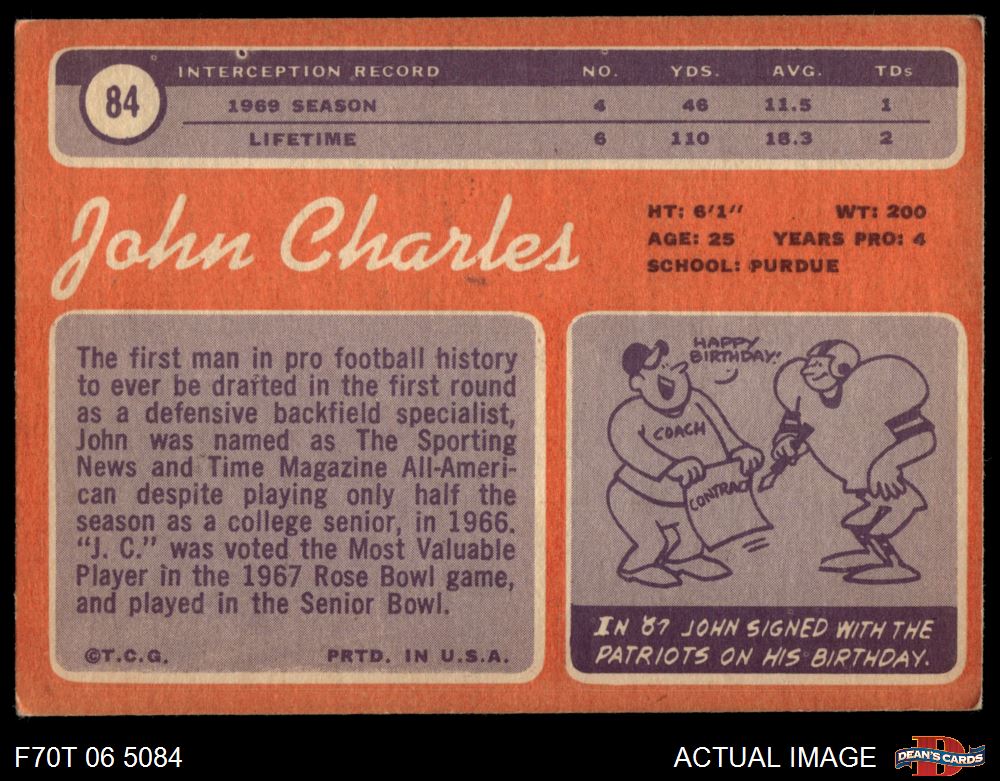 84
INTERCEPTION RECORD NO. YDS. AVG. TDs
1969 SEASON 4 46 11.5 1
LIFETIME 6 110 18.3 2
John Charles
HT: 6'1" WT: 200
AGE: 25 YEARS PRO: 4
SCHOOL: PURDUE
The first man in pro football history
to ever be drafted in the first round
as a defensive backfield specialist,
John was named as The Sporting
News and Time Magazine All-Ameri-
can despite playing only half the
season as a college senior, in 1966.
"J. C." was voted the Most Valuable
Player in the 1967 Rose Bowl game,
and played in the Senior Bowl.
©T.C.G. PRTD. IN U.S.A.
HAPPY
BIRTHDAY!
COACH
CONTRACT
IN '67 JOHN SIGNED WITH THE
PATRIOTS ON HIS BIRTHDAY.
F70T 06 5084 ACTUAL IMAGE
D
DEAN'S CARDS